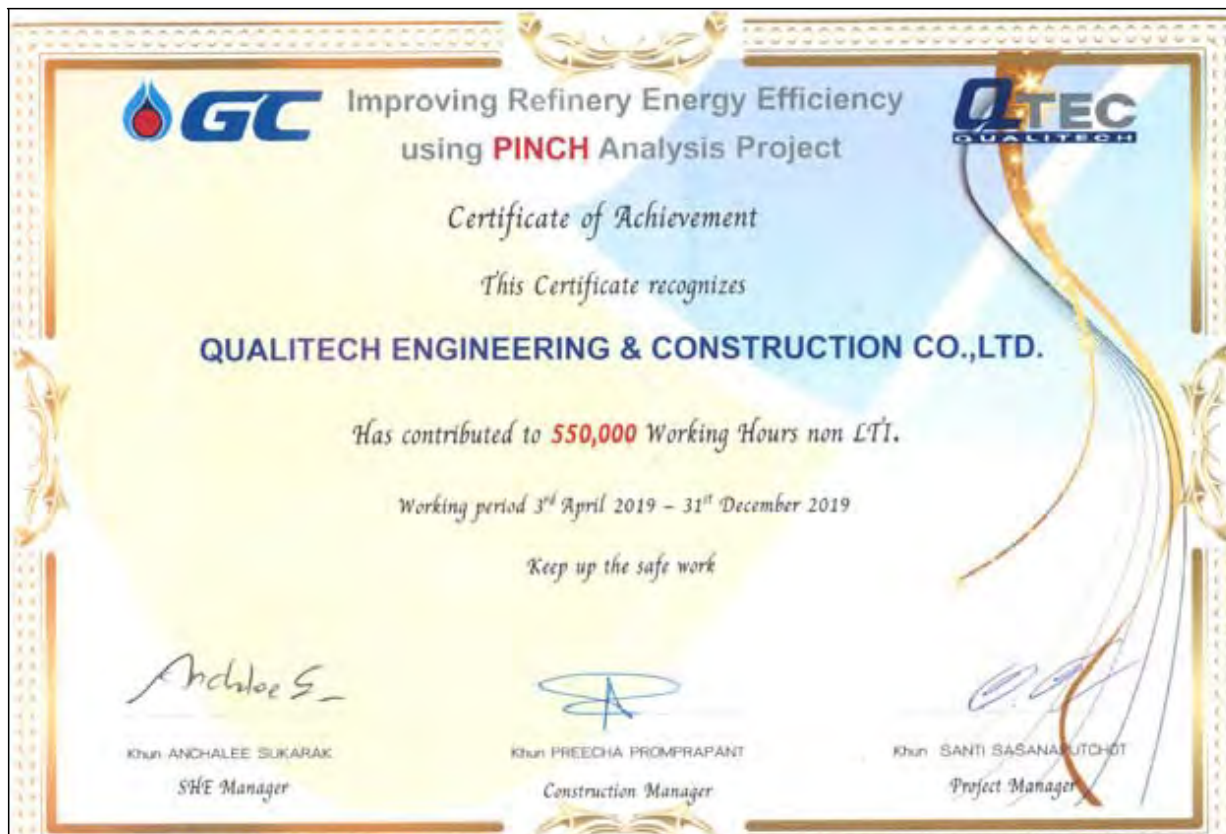 GC
Improving Refinery Energy Efficiency
using PINCH Analysis Project
QTEC
QUALITECH
Certificate of Achievement
This Certificate recognizes
QUALITECH ENGINEERING & CONSTRUCTION CO.,LTD.
Has contributed to 550,000 Working Hours non LTI.
Working period 3rd April 2019 – 31st December 2019
Keep up the safe work
Khun ANCHALEE SUKARAK
Khun PREECHA PROMPRAPANT
Khun SANTI
SHE Manager
Construction Manager
Project Manager